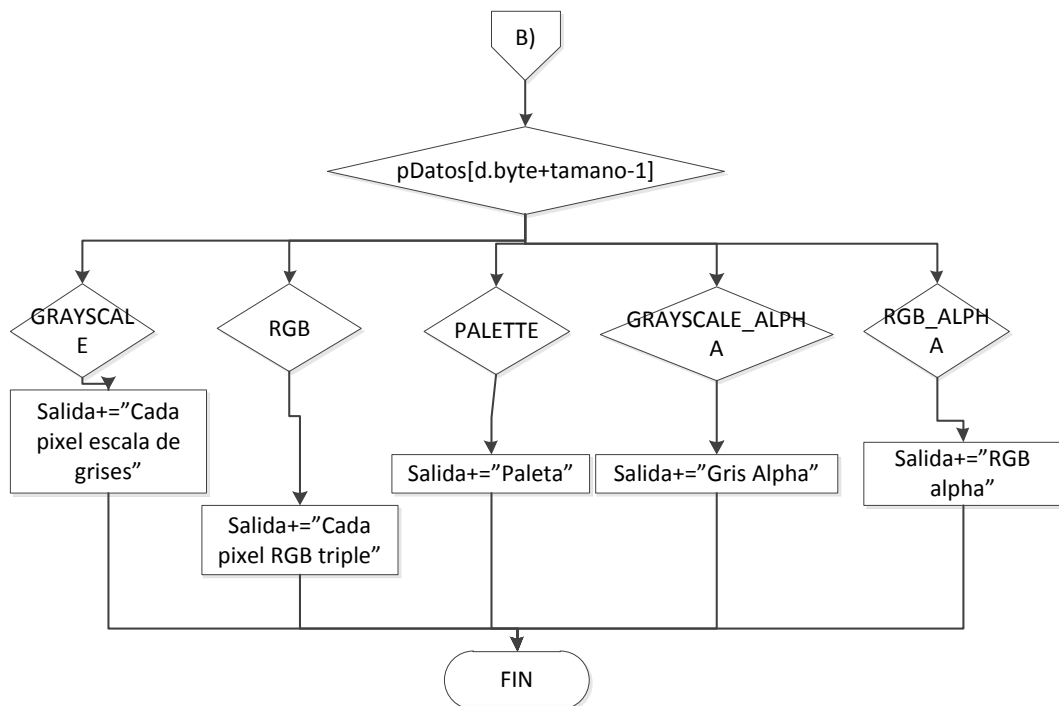 B)
pDatos[d.byte+tamano-1]
GRAYSCAL
E
RGB
PALETTE
GRAYSCALE_ALPH
A
RGB_ALPH
A
Salida+=”Cada
pixel escala de
grises”
Salida+=”Cada
pixel RGB triple”
Salida+=”Paleta”
Salida+=”Gris Alpha”
Salida+=”RGB
alpha”
FIN